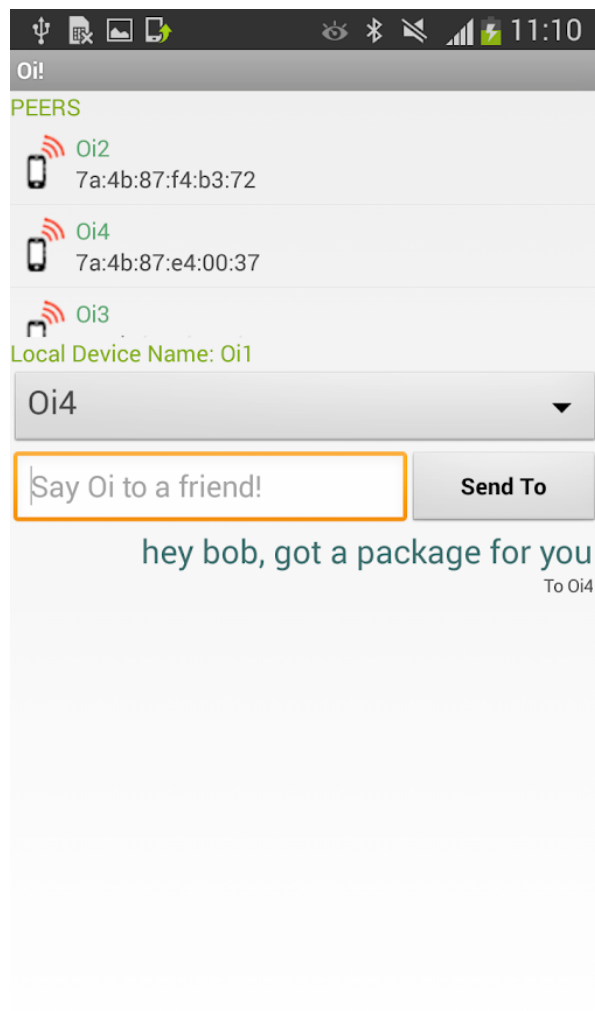 11:10
Oi!
PEERS
Oi2
7a:4b:87:f4:b3:72
Oi4
7a:4b:87:e4:00:37
Oi3
Local Device Name: Oi1
Oi4
Say Oi to a friend!
Send To
hey bob, got a package for you
To Oi4